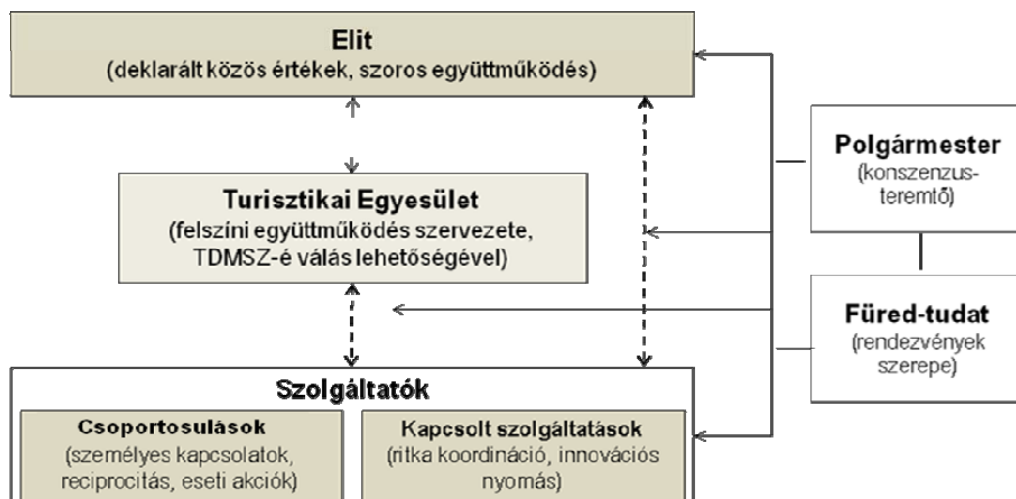 Elit
(deklarált közös értékek, szoros együttműködés)
Polgármester
(konszenzus-
teremtő)
Turisztikai Egyesület
(felszíni együttműködés szervezete,
TDMSZ-é válás lehetőségével)
Füred-tudat
(rendezvények
szerepe)
Szolgáltatók
Csoportosulások
(személyes kapcsolatok,
reciprocitás, eseti akciók)
Kapcsolt szolgáltatások
(ritka koordináció, innovációs
nyomás)